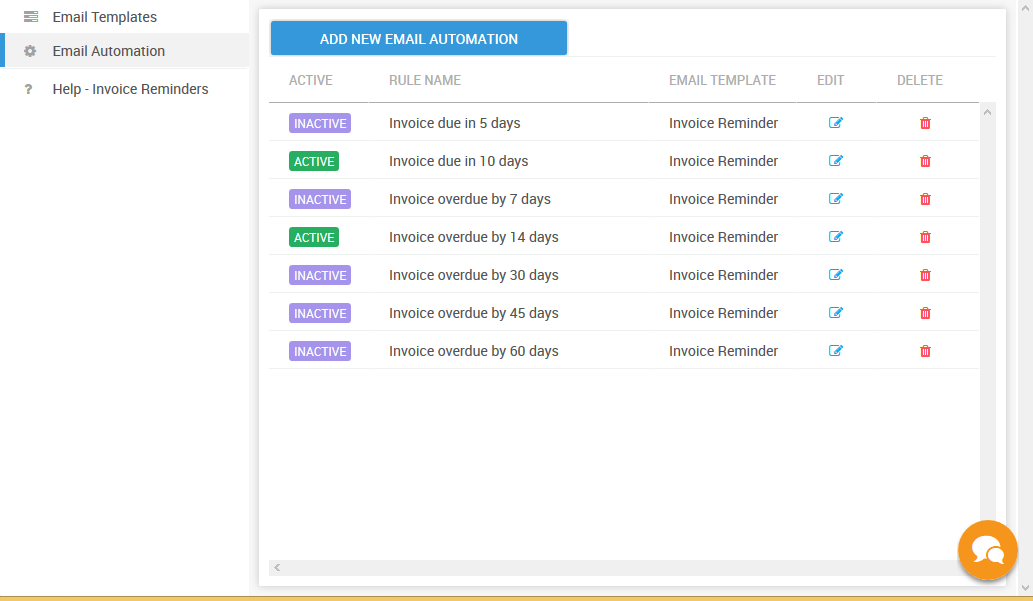 Email Templates
Email Automation
? Help - Invoice Reminders
ADD NEW EMAIL AUTOMATION
ACTIVE RULE NAME EMAIL TEMPLATE EDIT DELETE
INACTIVE Invoice due in 5 days Invoice Reminder
ACTIVE Invoice due in 10 days Invoice Reminder
INACTIVE Invoice overdue by 7 days Invoice Reminder
ACTIVE Invoice overdue by 14 days Invoice Reminder
INACTIVE Invoice overdue by 30 days Invoice Reminder
INACTIVE Invoice overdue by 45 days Invoice Reminder
INACTIVE Invoice overdue by 60 days Invoice Reminder